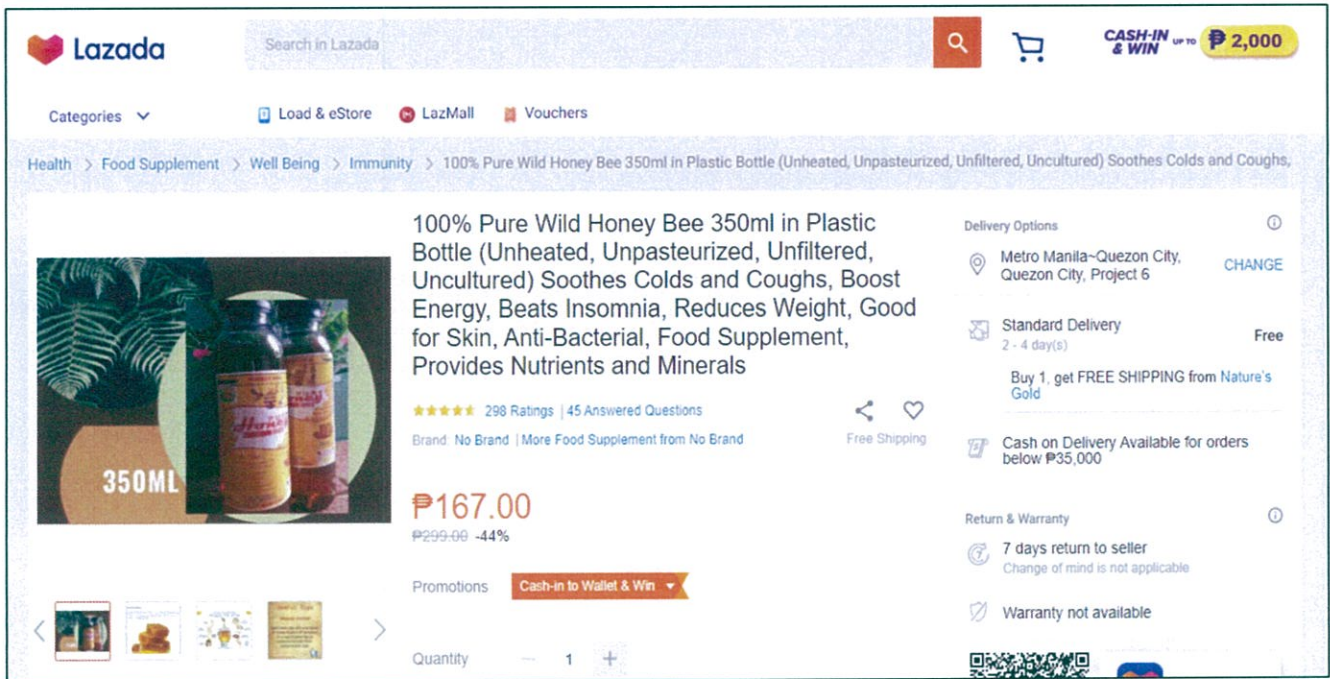 Lazada
Search in Lazada
CASH-IN & WIN UP TO ₱ 2,000
Categories
Load & eStore
LazMall
Vouchers
Health > Food Supplement > Well Being > Immunity > 100% Pure Wild Honey Bee 350ml in Plastic Bottle (Unheated, Unpasteurized, Unfiltered, Uncultured) Soothes Colds and Coughs,
100% Pure Wild Honey Bee 350ml in Plastic
Bottle (Unheated, Unpasteurized, Unfiltered,
Uncultured) Soothes Colds and Coughs, Boost
Energy, Beats Insomnia, Reduces Weight, Good
for Skin, Anti-Bacterial, Food Supplement,
Provides Nutrients and Minerals
298 Ratings | 45 Answered Questions
Brand: No Brand | More Food Supplement from No Brand
Free Shipping
350ML
₱167.00
₱299.00 -44%
Promotions
Cash-in to Wallet & Win
Quantity
1
Delivery Options
Metro Manila~Quezon City,
Quezon City, Project 6
CHANGE
Standard Delivery
Free
2 - 4 day(s)
Buy 1, get FREE SHIPPING from Nature's
Gold
Cash on Delivery Available for orders
below ₱35,000
Return & Warranty
7 days return to seller
Change of mind is not applicable
Warranty not available